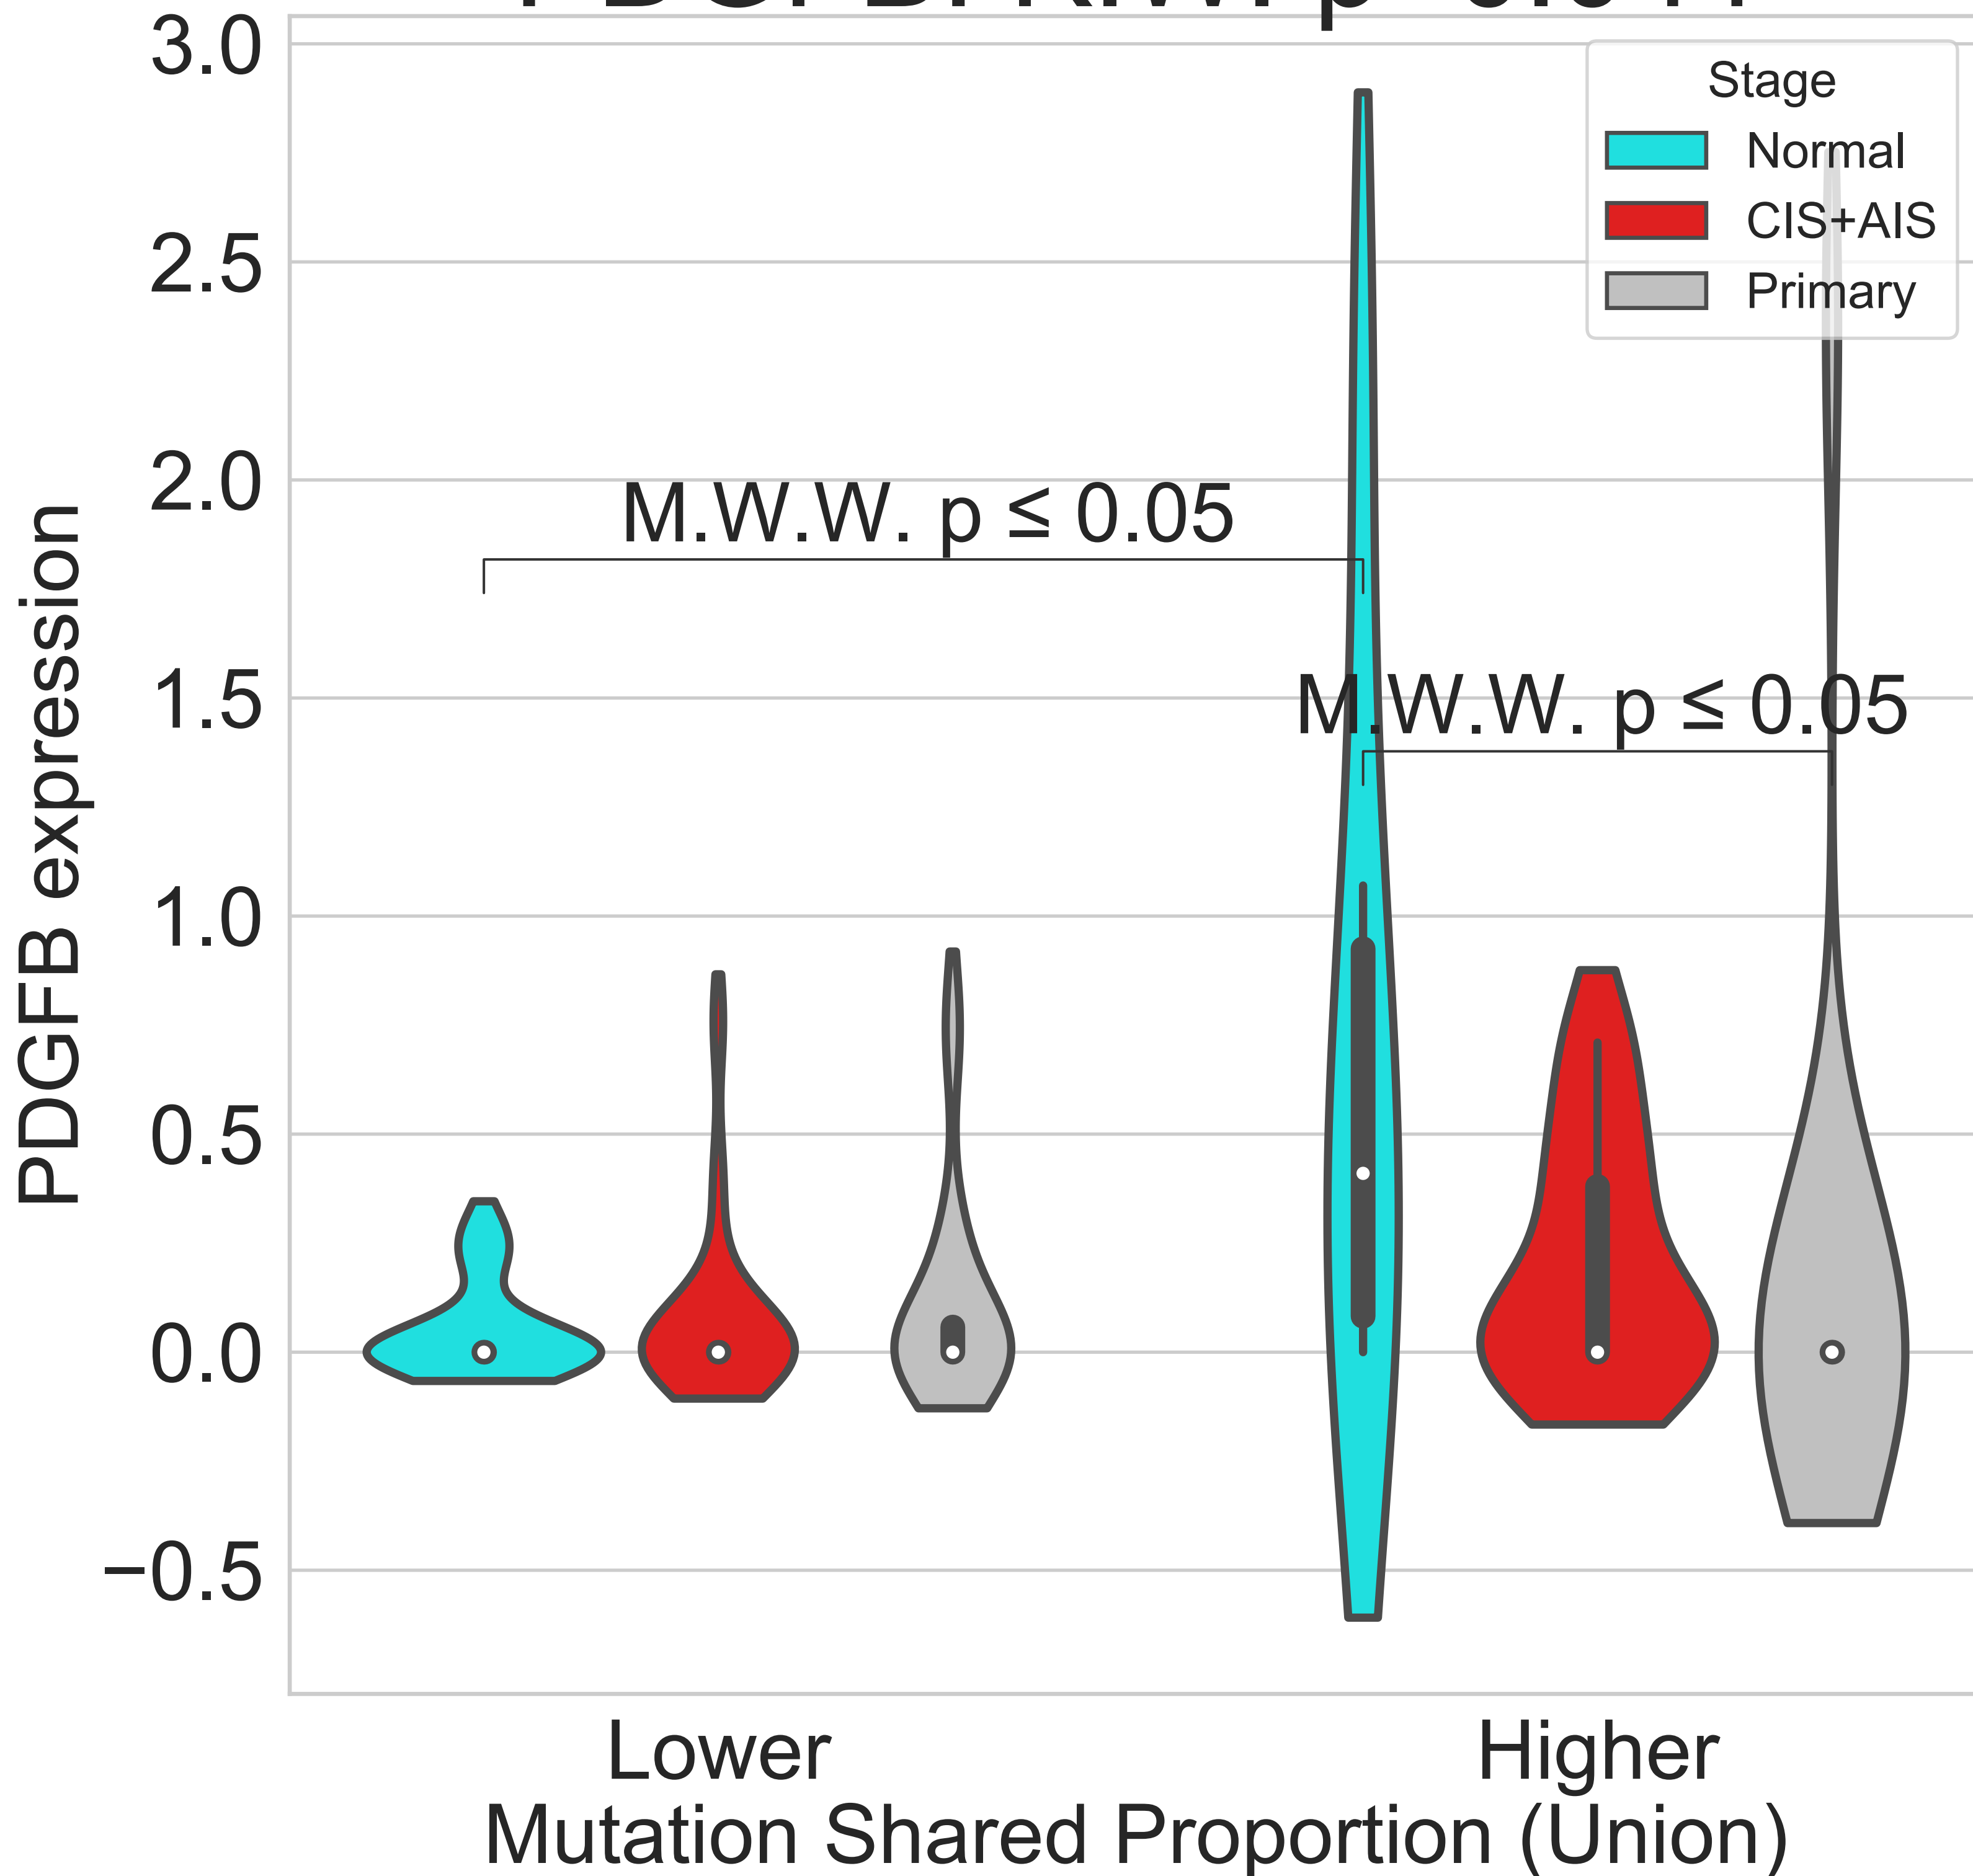 3.0
2.5
2.0
1.5
1.0
0.5
0.0
−0.5
PDGFB expression
Stage
Normal
CIS+AIS
Primary
M.W.W. p ≤ 0.05
M.W.W. p ≤ 0.05
Lower
Higher
Mutation Shared Proportion (Union)